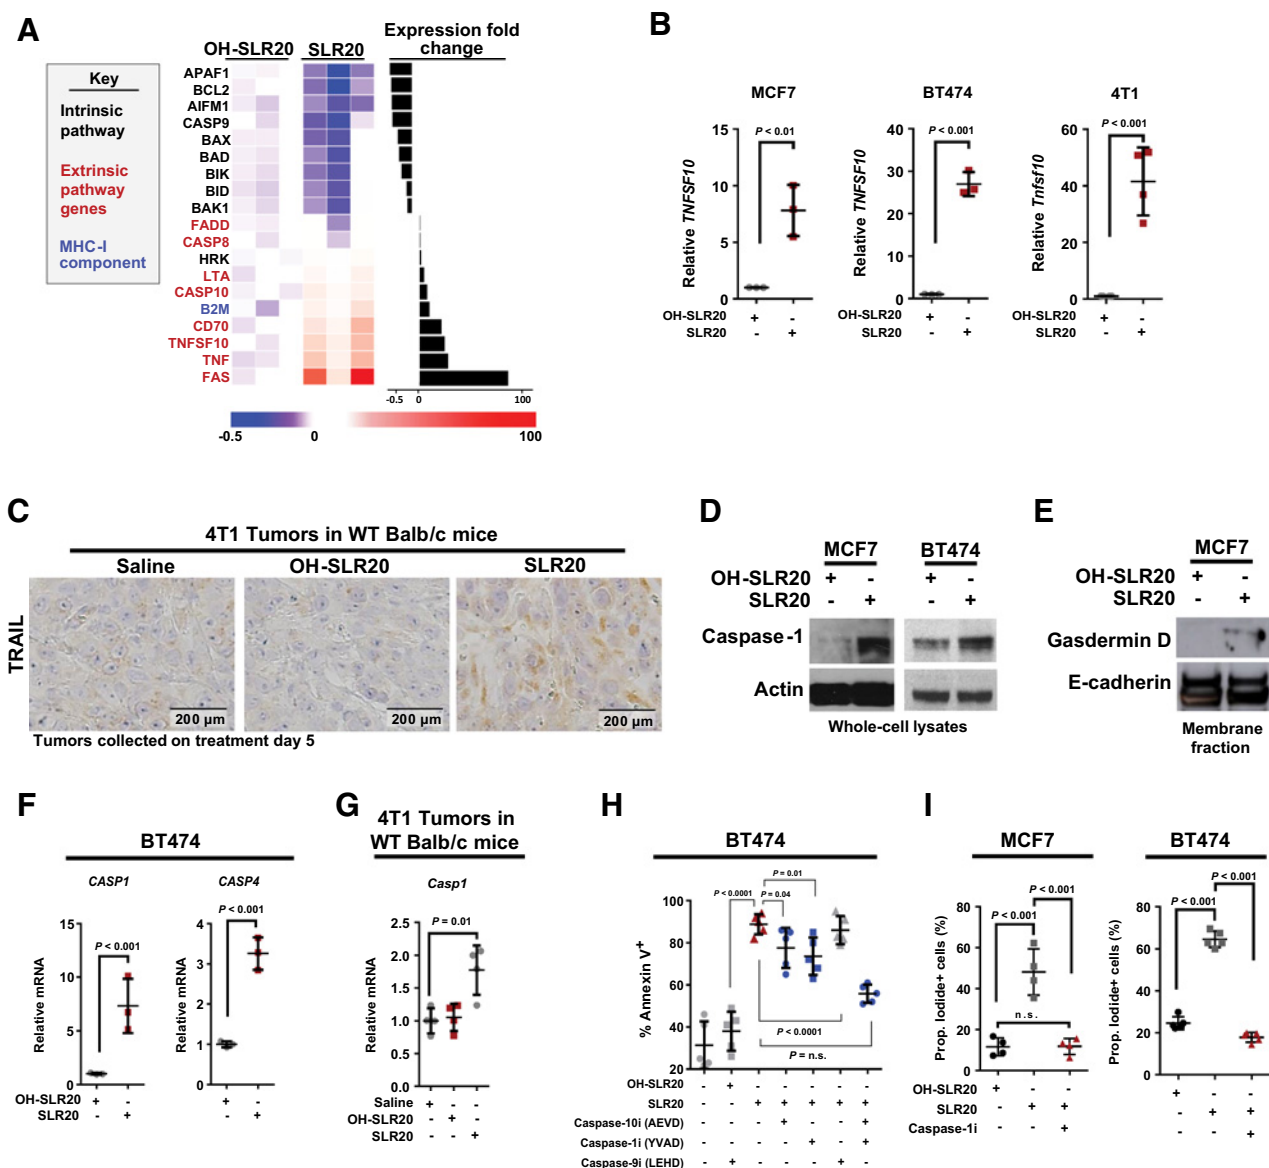 A
OH-SLR20
SLR20
Expression fold
change
Key
Intrinsic
pathway
Extrinsic
pathway
genes
MHC-I
component
APAF1
BCL2
AIFM1
CASP9
BAX
BAD
BIK
BID
BAK1
FADD
CASP8
HRK
LTA
CASP10
B2M
CD70
TNFSF10
TNF
FAS
-0.5 0 100
-0.5 0 100
B
MCF7
P < 0.01
Relative TNFSF10
15
10
5
0
OH-SLR20 + -
SLR20 - +
BT474
P < 0.001
Relative TNFSF10
40
30
20
10
0
OH-SLR20 + -
SLR20 - +
4T1
P < 0.001
Relative Tnfsf10
60
40
20
0
OH-SLR20 + -
SLR20 - +
C
4T1 Tumors in WT Balb/c mice
Saline OH-SLR20 SLR20
TRAIL
200 µm 200 µm 200 µm
Tumors collected on treatment day 5
D
MCF7 BT474
OH-SLR20 + - + -
SLR20 - + - +
Caspase-1
Actin
Whole-cell lysates
E
MCF7
OH-SLR20 + -
SLR20 - +
Gasdermin D
E-cadherin
Membrane
fraction
F
BT474
CASP1
P < 0.001
Relative mRNA
15
10
5
0
OH-SLR20 + -
SLR20 - +
CASP4
P < 0.001
Relative mRNA
4
3
2
1
0
+ -
- +
G
4T1 Tumors in
WT Balb/c mice
Casp1
P = 0.01
Relative mRNA
2.5
2.0
1.5
1.0
0.5
0.0
Saline + - -
OH-SLR20 - + -
SLR20 - - +
H
BT474
P < 0.0001
P = 0.04
P = 0.01
% Annexin V+
100
80
60
40
20
P < 0.0001
P = n.s.
OH-SLR20 - + - - - - -
SLR20 - - + + + + +
Caspase-10i (AEVD) - - - + - - +
Caspase-1i (YVAD) - - - - + - +
Caspase-9i (LEHD) - + - - - + -
I
MCF7
P < 0.001
P < 0.001
n.s.
Prop. Iodide+ cells (%)
80
60
40
20
0
OH-SLR20 + - -
SLR20 - + +
Caspase-1i - - +
BT474
P < 0.001
P < 0.001
Prop. Iodide+ cells (%)
80
60
40
20
0
+ - -
- + +
- - +